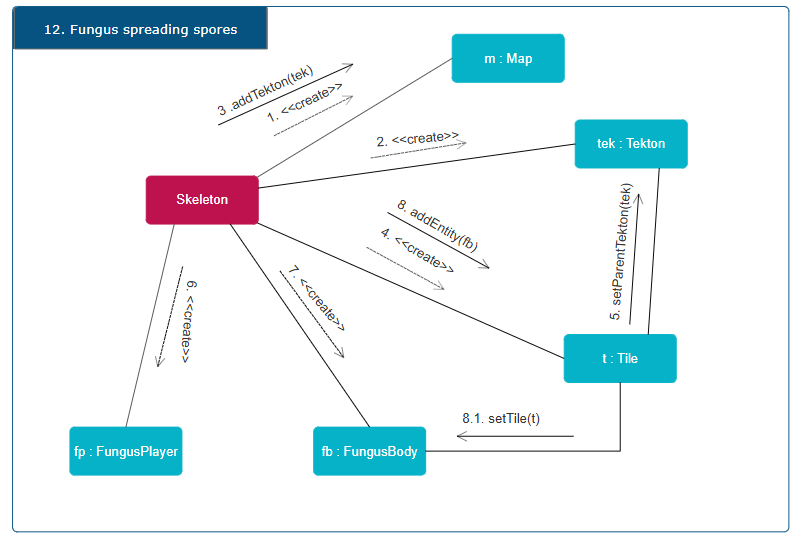 12. Fungus spreading spores
m : Map
3 .addTekton(tek)
1. <<create>>
2. <<create>>
tek : Tekton
Skeleton
8. addEntity(fb)
4. <<create>>
5. setParentTekton(tek)
6. <<create>>
7. <<create>>
t : Tile
8.1. setTile(t)
fp : FungusPlayer
fb : FungusBody